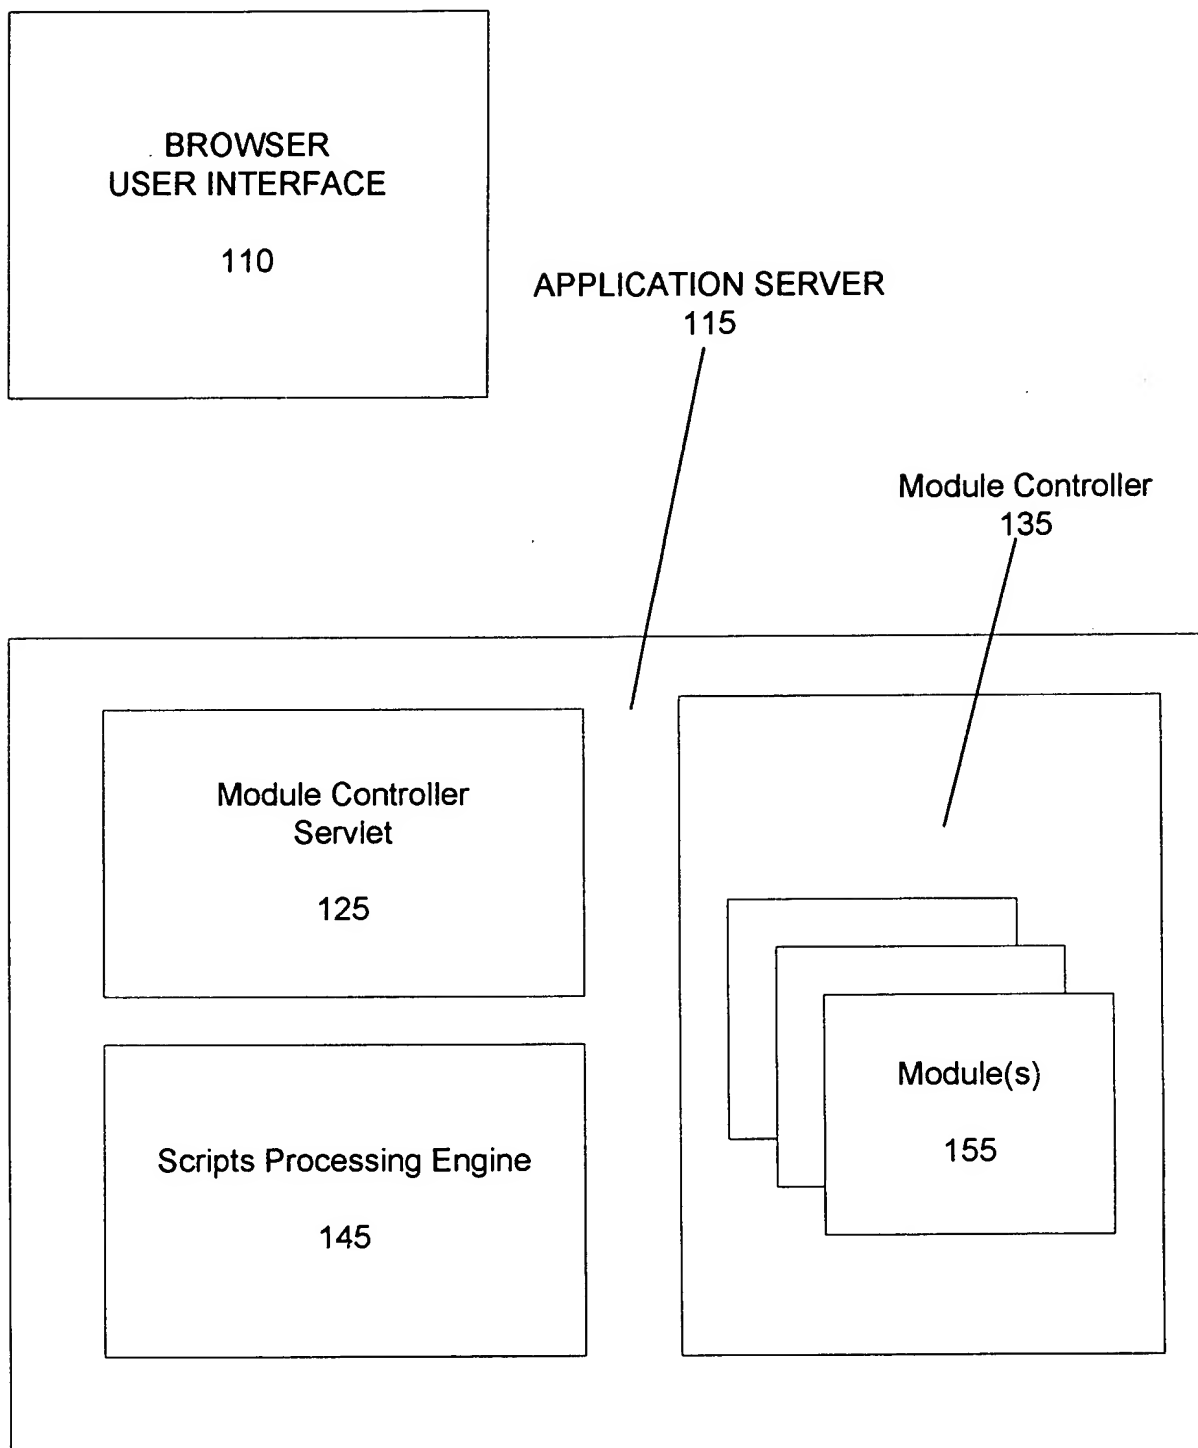 BROWSER
USER INTERFACE
110
APPLICATION SERVER
115
Module Controller
135
Module Controller
Servlet
125
Scripts Processing Engine
145
Module(s)
155